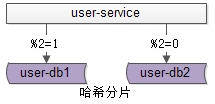 user-service
%2=1 %2=0
user-db1 user-db2
哈希分片